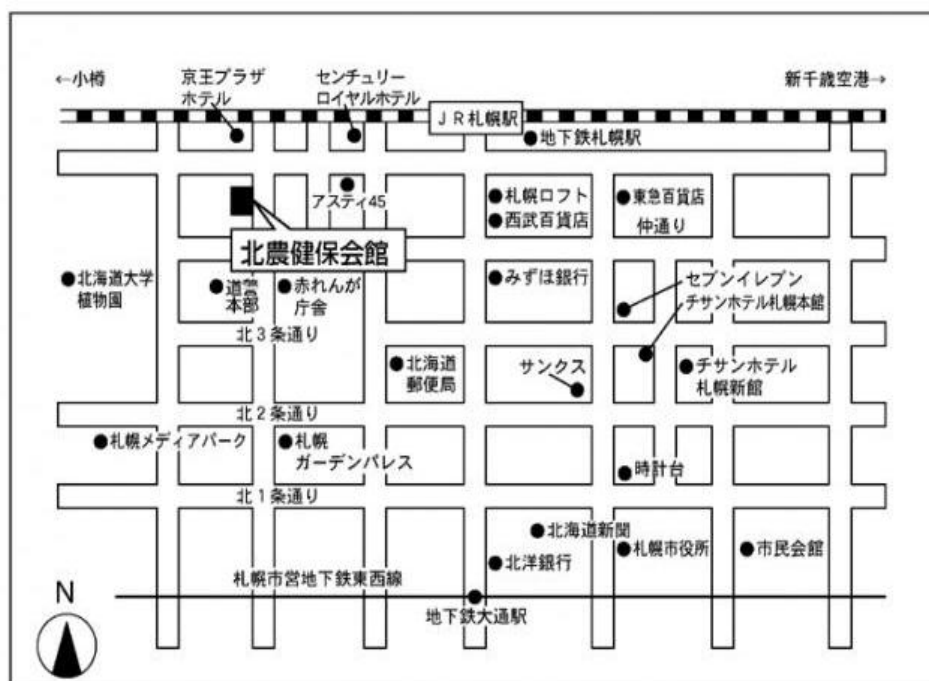 ←小樽
京王プラザ
ホテル
センチュリー
ロイヤルホテル
新千歳空港→
JR札幌駅
地下鉄札幌駅
アスティ45
札幌ロフト
西武百貨店
東急百貨店
仲通り
北農健保会館
北海道大学
植物園
道警
本部
赤れんが
庁舎
みずほ銀行
セブンイレブン
チサンホテル札幌本館
北3条通り
北海道
郵便局
サンクス
チサンホテル
札幌新館
北2条通り
札幌メディアパーク
札幌
ガーデンパレス
時計台
北1条通り
北海道新聞
北洋銀行
札幌市役所
市民会館
札幌市営地下鉄東西線
地下鉄大通駅
N